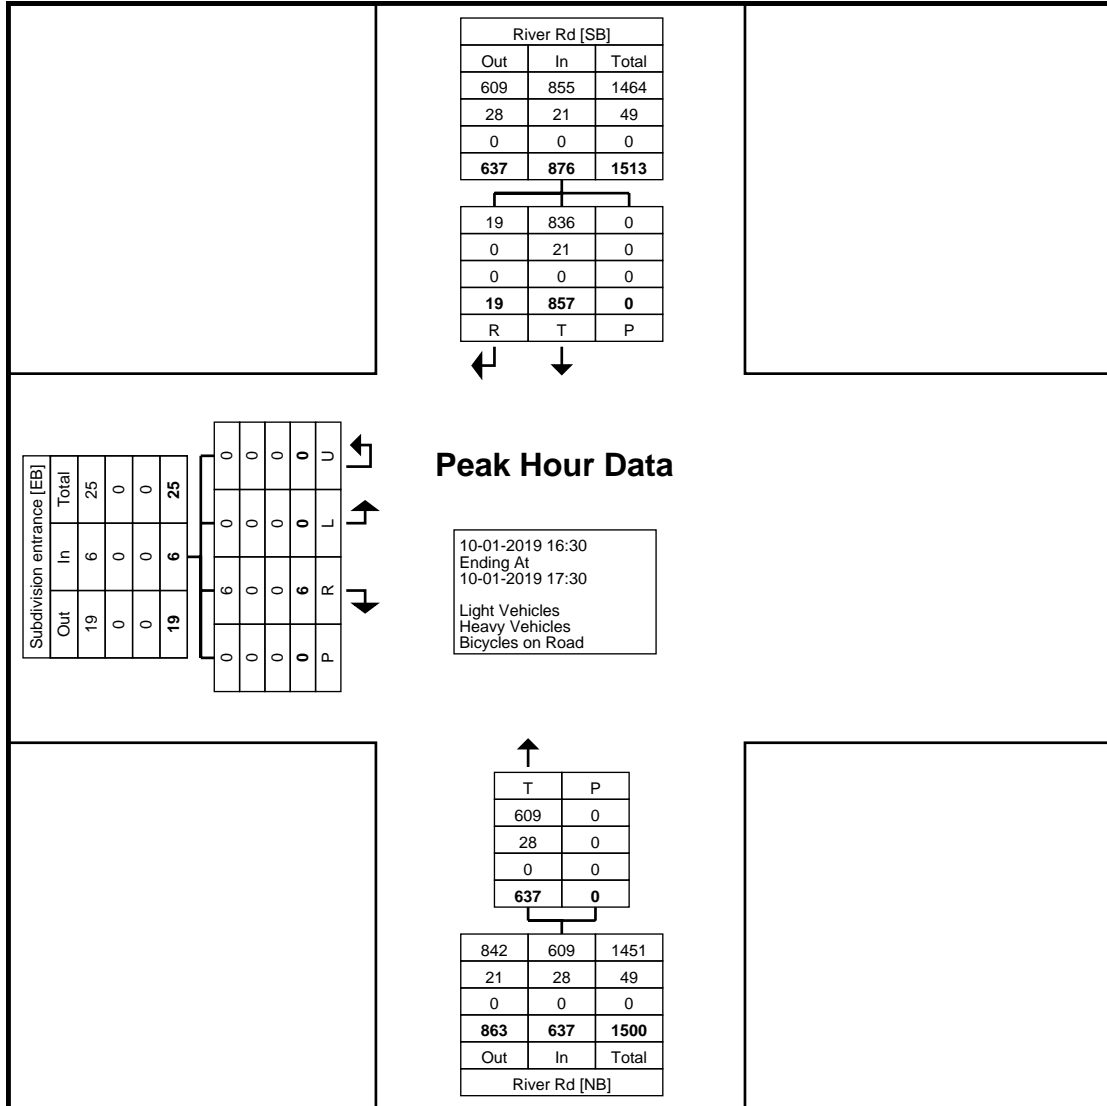 River Rd [SB]
Out In Total
609 855 1464
28 21 49
0 0 0
637 876 1513
19 836 0
0 21 0
0 0 0
19 857 0
R T P
Subdivision entrance [EB]
Out In Total
19 6 25
0 0 0
0 0 0
19 6 25
0 6 0 0
0 0 0 0
0 0 0 0
0 6 0 0
P R L U
Peak Hour Data
10-01-2019 16:30
Ending At
10-01-2019 17:30
Light Vehicles
Heavy Vehicles
Bicycles on Road
T P
609 0
28 0
0 0
637 0
842 609 1451
21 28 49
0 0 0
863 637 1500
Out In Total
River Rd [NB]